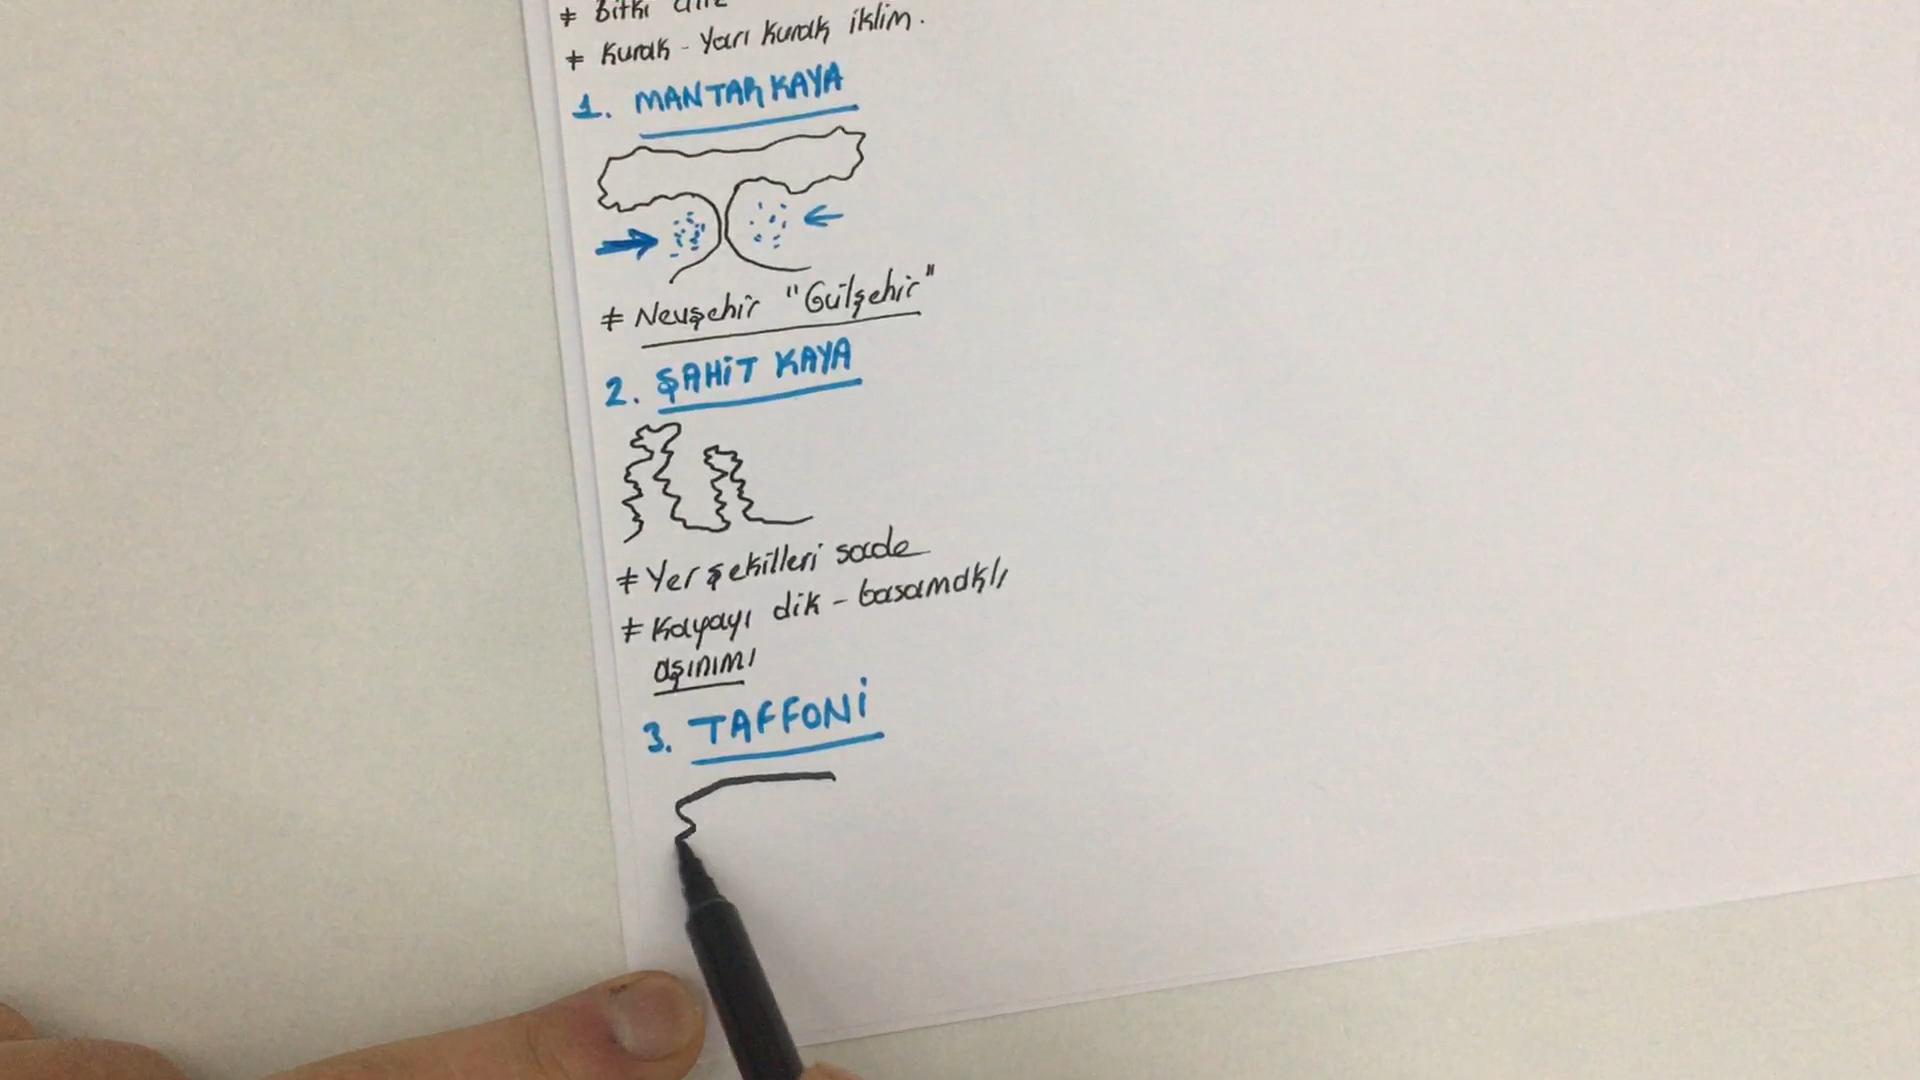 + Bitki
+ Kurak - Yarı Kurak iklim.
1. MANTAR KAYA
+ Nevşehir "Gülşehir"
2. ŞAHİT KAYA
+ Yer şekilleri sade
+ Kayayı dik - basamaklı
aşınımı
3. TAFFONİ